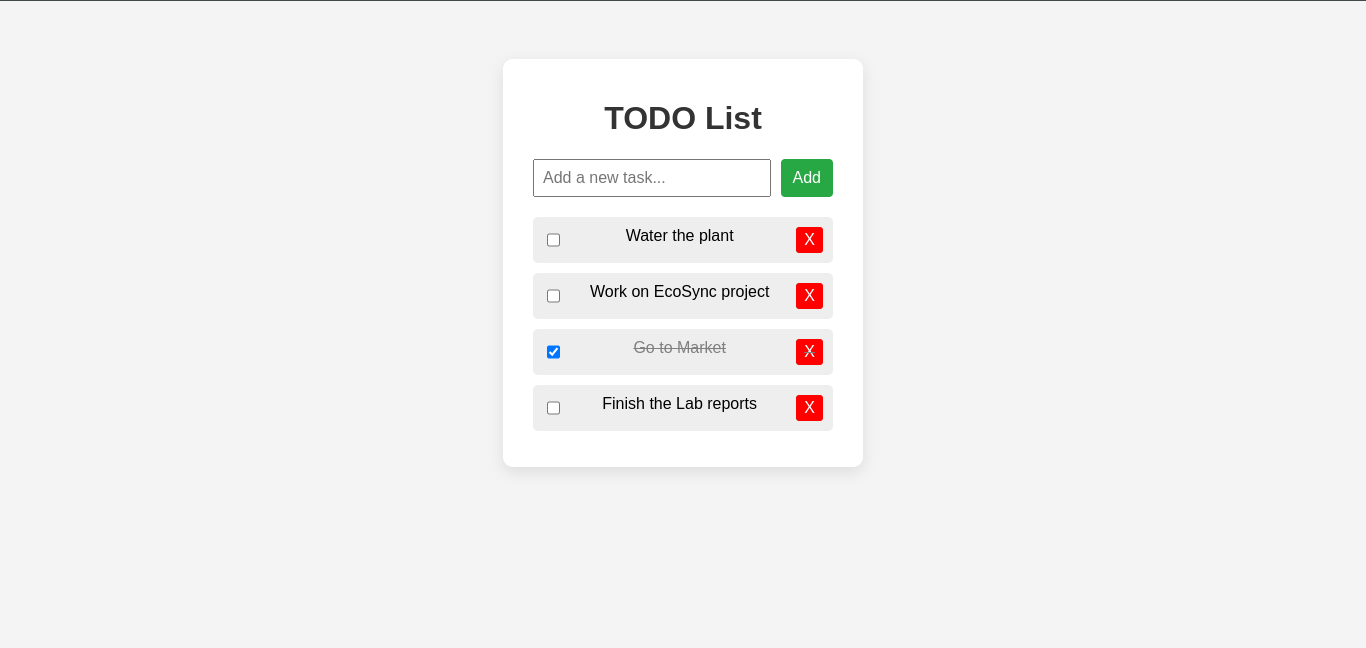 TODO List
Add a new task... Add
Water the plant X
Work on EcoSync project X
Go to Market X
Finish the Lab reports X